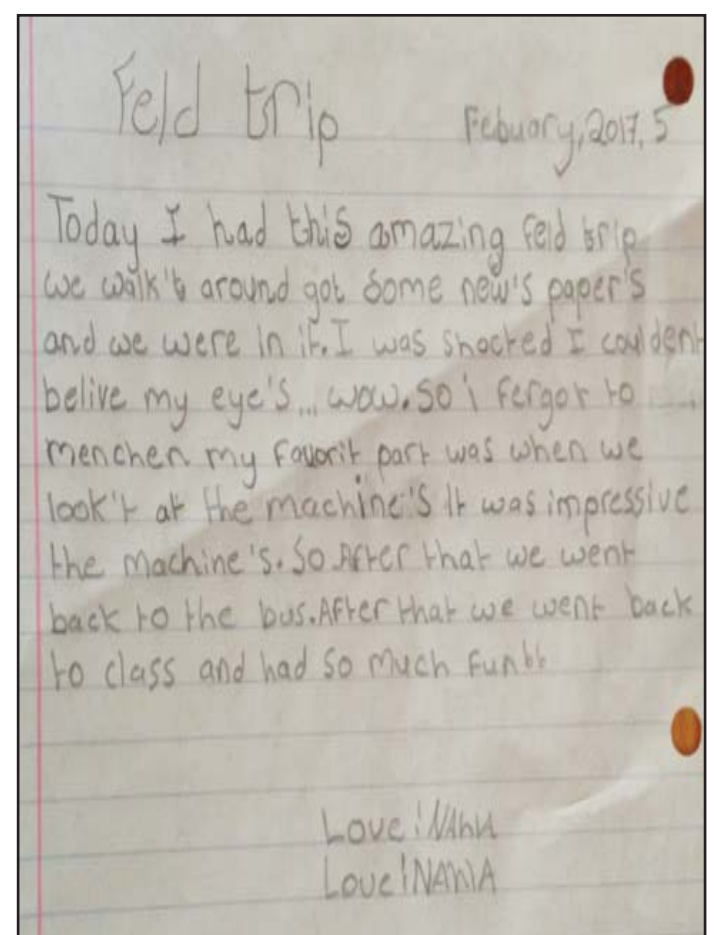 Feld trip
Febuary, 2017, 5
Today I had this amazing feld trip
we walk't around got some new's paper's
and we were in it. I was shocked I couldent
belive my eye's... wow. So i fergot to
menchen my favorit part was when we
look't at the machine's It was impressive
the machine's. So After that we went
back to the bus. After that we went back
to class and had so much fun
Love!
Love!